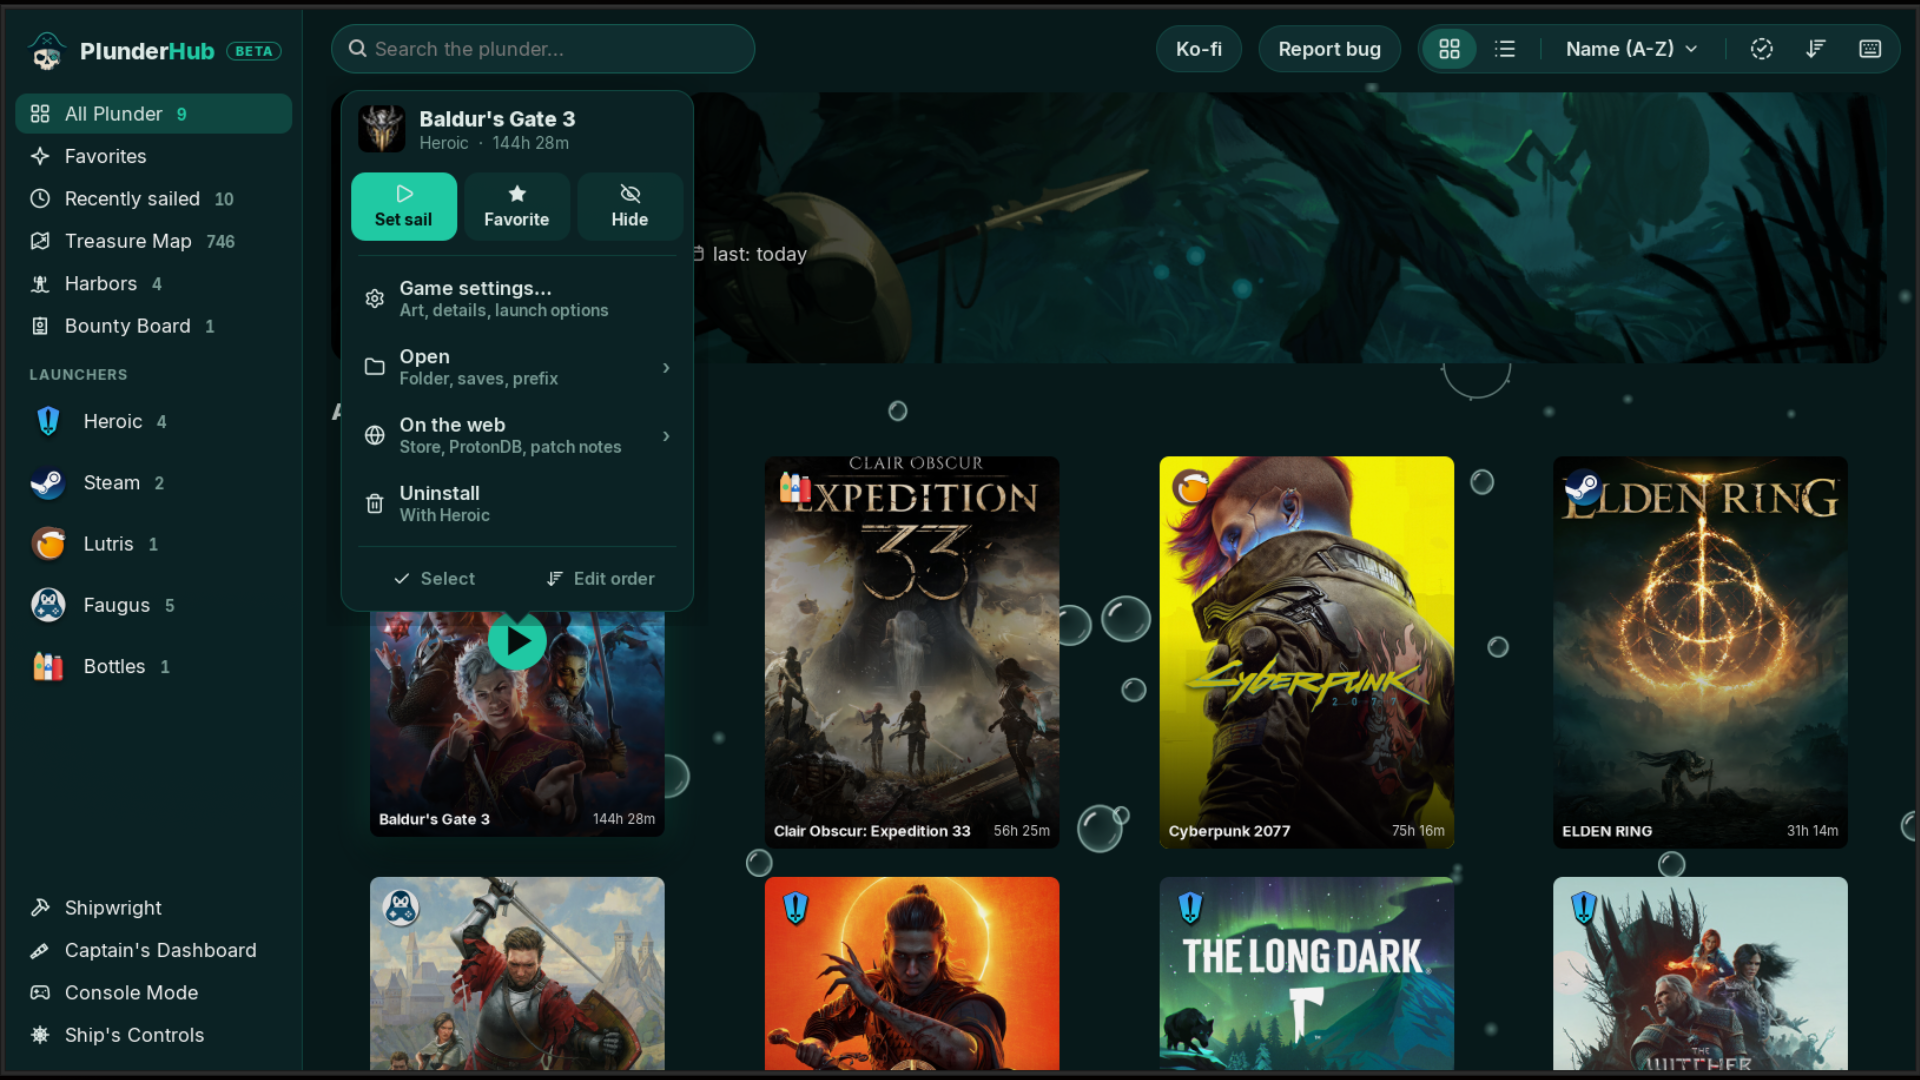 PlunderHub BETA
Search the plunder...
Ko-fi
Report bug
Name (A-Z)
All Plunder 9
Favorites
Recently sailed 10
Treasure Map 746
Harbors 4
Bounty Board 1
LAUNCHERS
Heroic 4
Steam 2
Lutris 1
Faugus 5
Bottles 1
Shipwright
Captain's Dashboard
Console Mode
Ship's Controls
Baldur's Gate 3
Heroic · 144h 28m
Set sail
Favorite
Hide
last: today
Game settings...
Art, details, launch options
Open
Folder, saves, prefix
On the web
Store, ProtonDB, patch notes
Uninstall
With Heroic
Select
Edit order
Baldur's Gate 3 144h 28m
CLAIR OBSCUR
EXPEDITION
33
Clair Obscur: Expedition 33 56h 25m
SAMURAI
CYBERPUNK
2077
Cyberpunk 2077 75h 16m
ELDEN RING
ELDEN RING 31h 14m
THE LONG DARK
THE
WITCHER